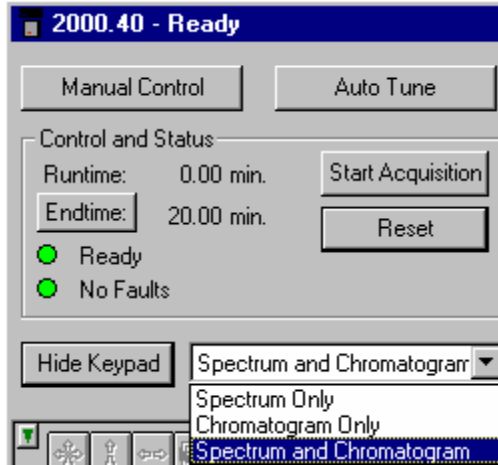 2000.40 - Ready
Manual Control Auto Tune
Control and Status
Runtime: 0.00 min. Start Acquisition
Endtime: 20.00 min. Reset
Ready
No Faults
Hide Keypad Spectrum and Chromatogram
Spectrum Only
Chromatogram Only
Spectrum and Chromatogram